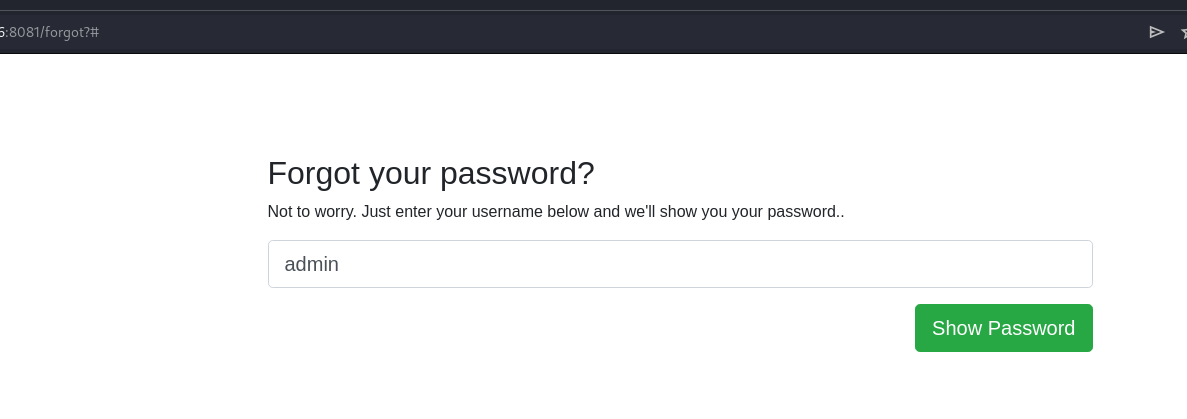 6:8081/forgot?#
Forgot your password?
Not to worry. Just enter your username below and we'll show you your password..
admin
Show Password